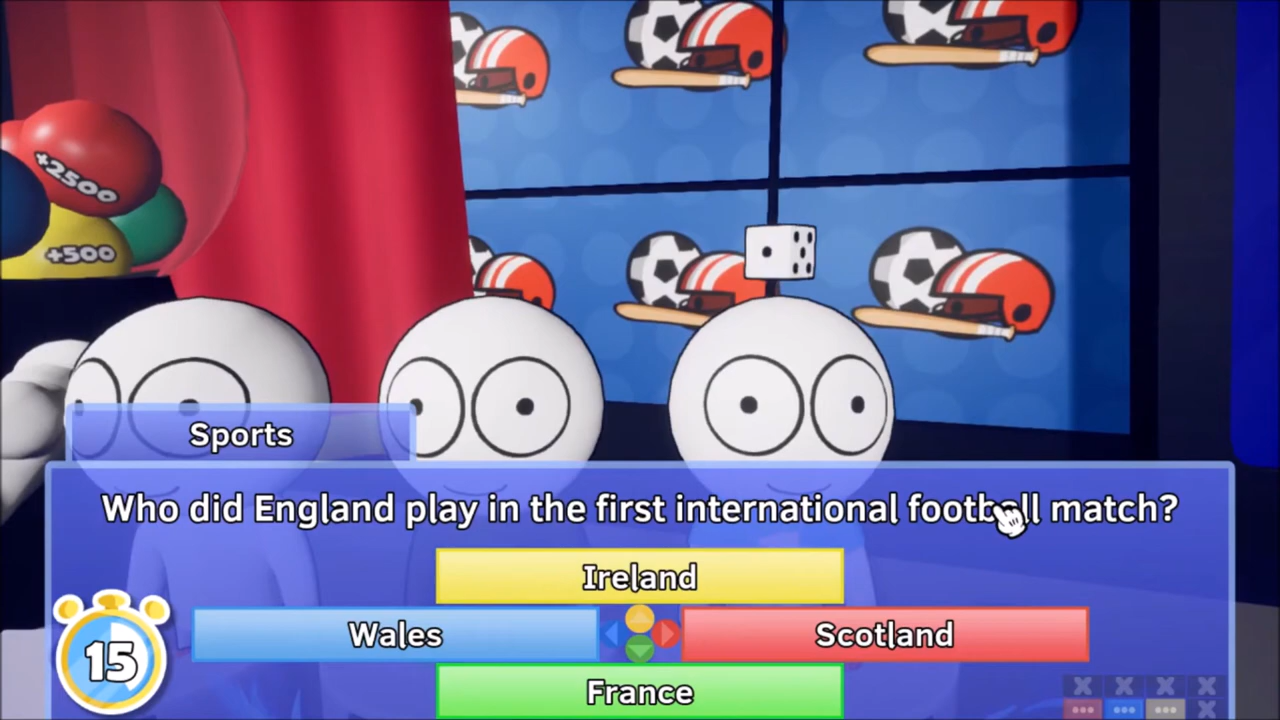 +2500
+500
Sports
Who did England play in the first international football match?
Ireland
Wales
Scotland
France
15
X X X X
... ... ... X